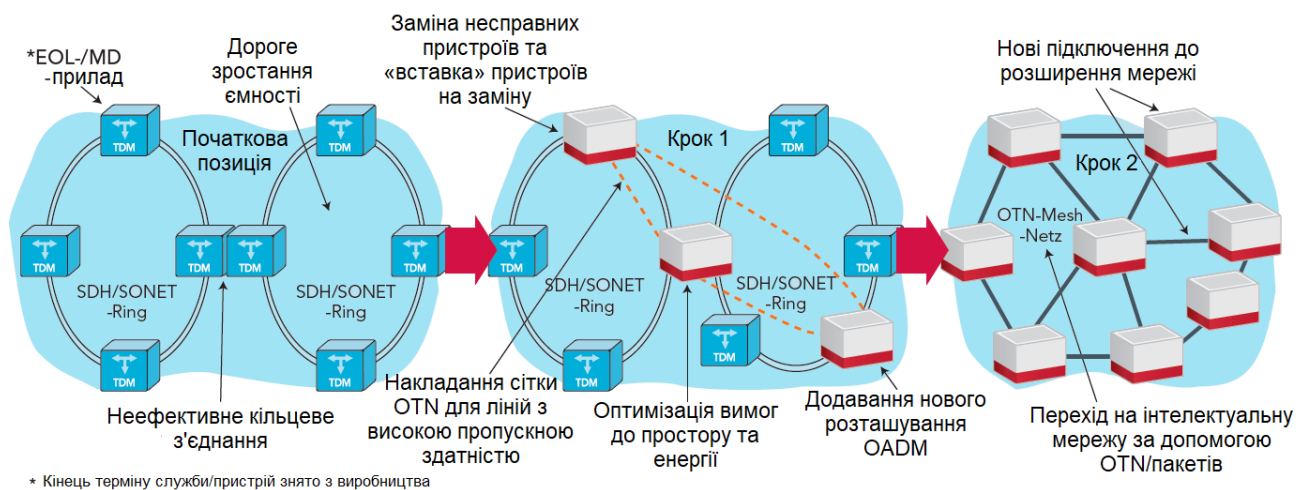 *EOL-/MD
-прилад
Дороге
зростання
ємності
Заміна несправних
пристроїв та
«вставка» пристроїв
на заміну
Нові підключення до
розширення мережі
TDM
Початкова
позиція
TDM
TDM
TDM
TDM
TDM
SDH/SONET
-Ring
SDH/SONET
-Ring
TDM
TDM
Неефективне кільцеве
з'єднання
Крок 1
TDM
TDM
TDM
SDH/SONET
-Ring
SDH/SONET
-Ring
TDM
TDM
Накладання сітки
OTN для ліній з
високою пропускною
здатністю
Оптимізація вимог
до простору та
енергії
Додавання нового
розташування
OADM
Крок 2
OTN-Mesh
-Netz
Перехід на інтелектуальну
мережу за допомогою
OTN/пакетів
* Кінець терміну служби/пристрій знято з виробництва